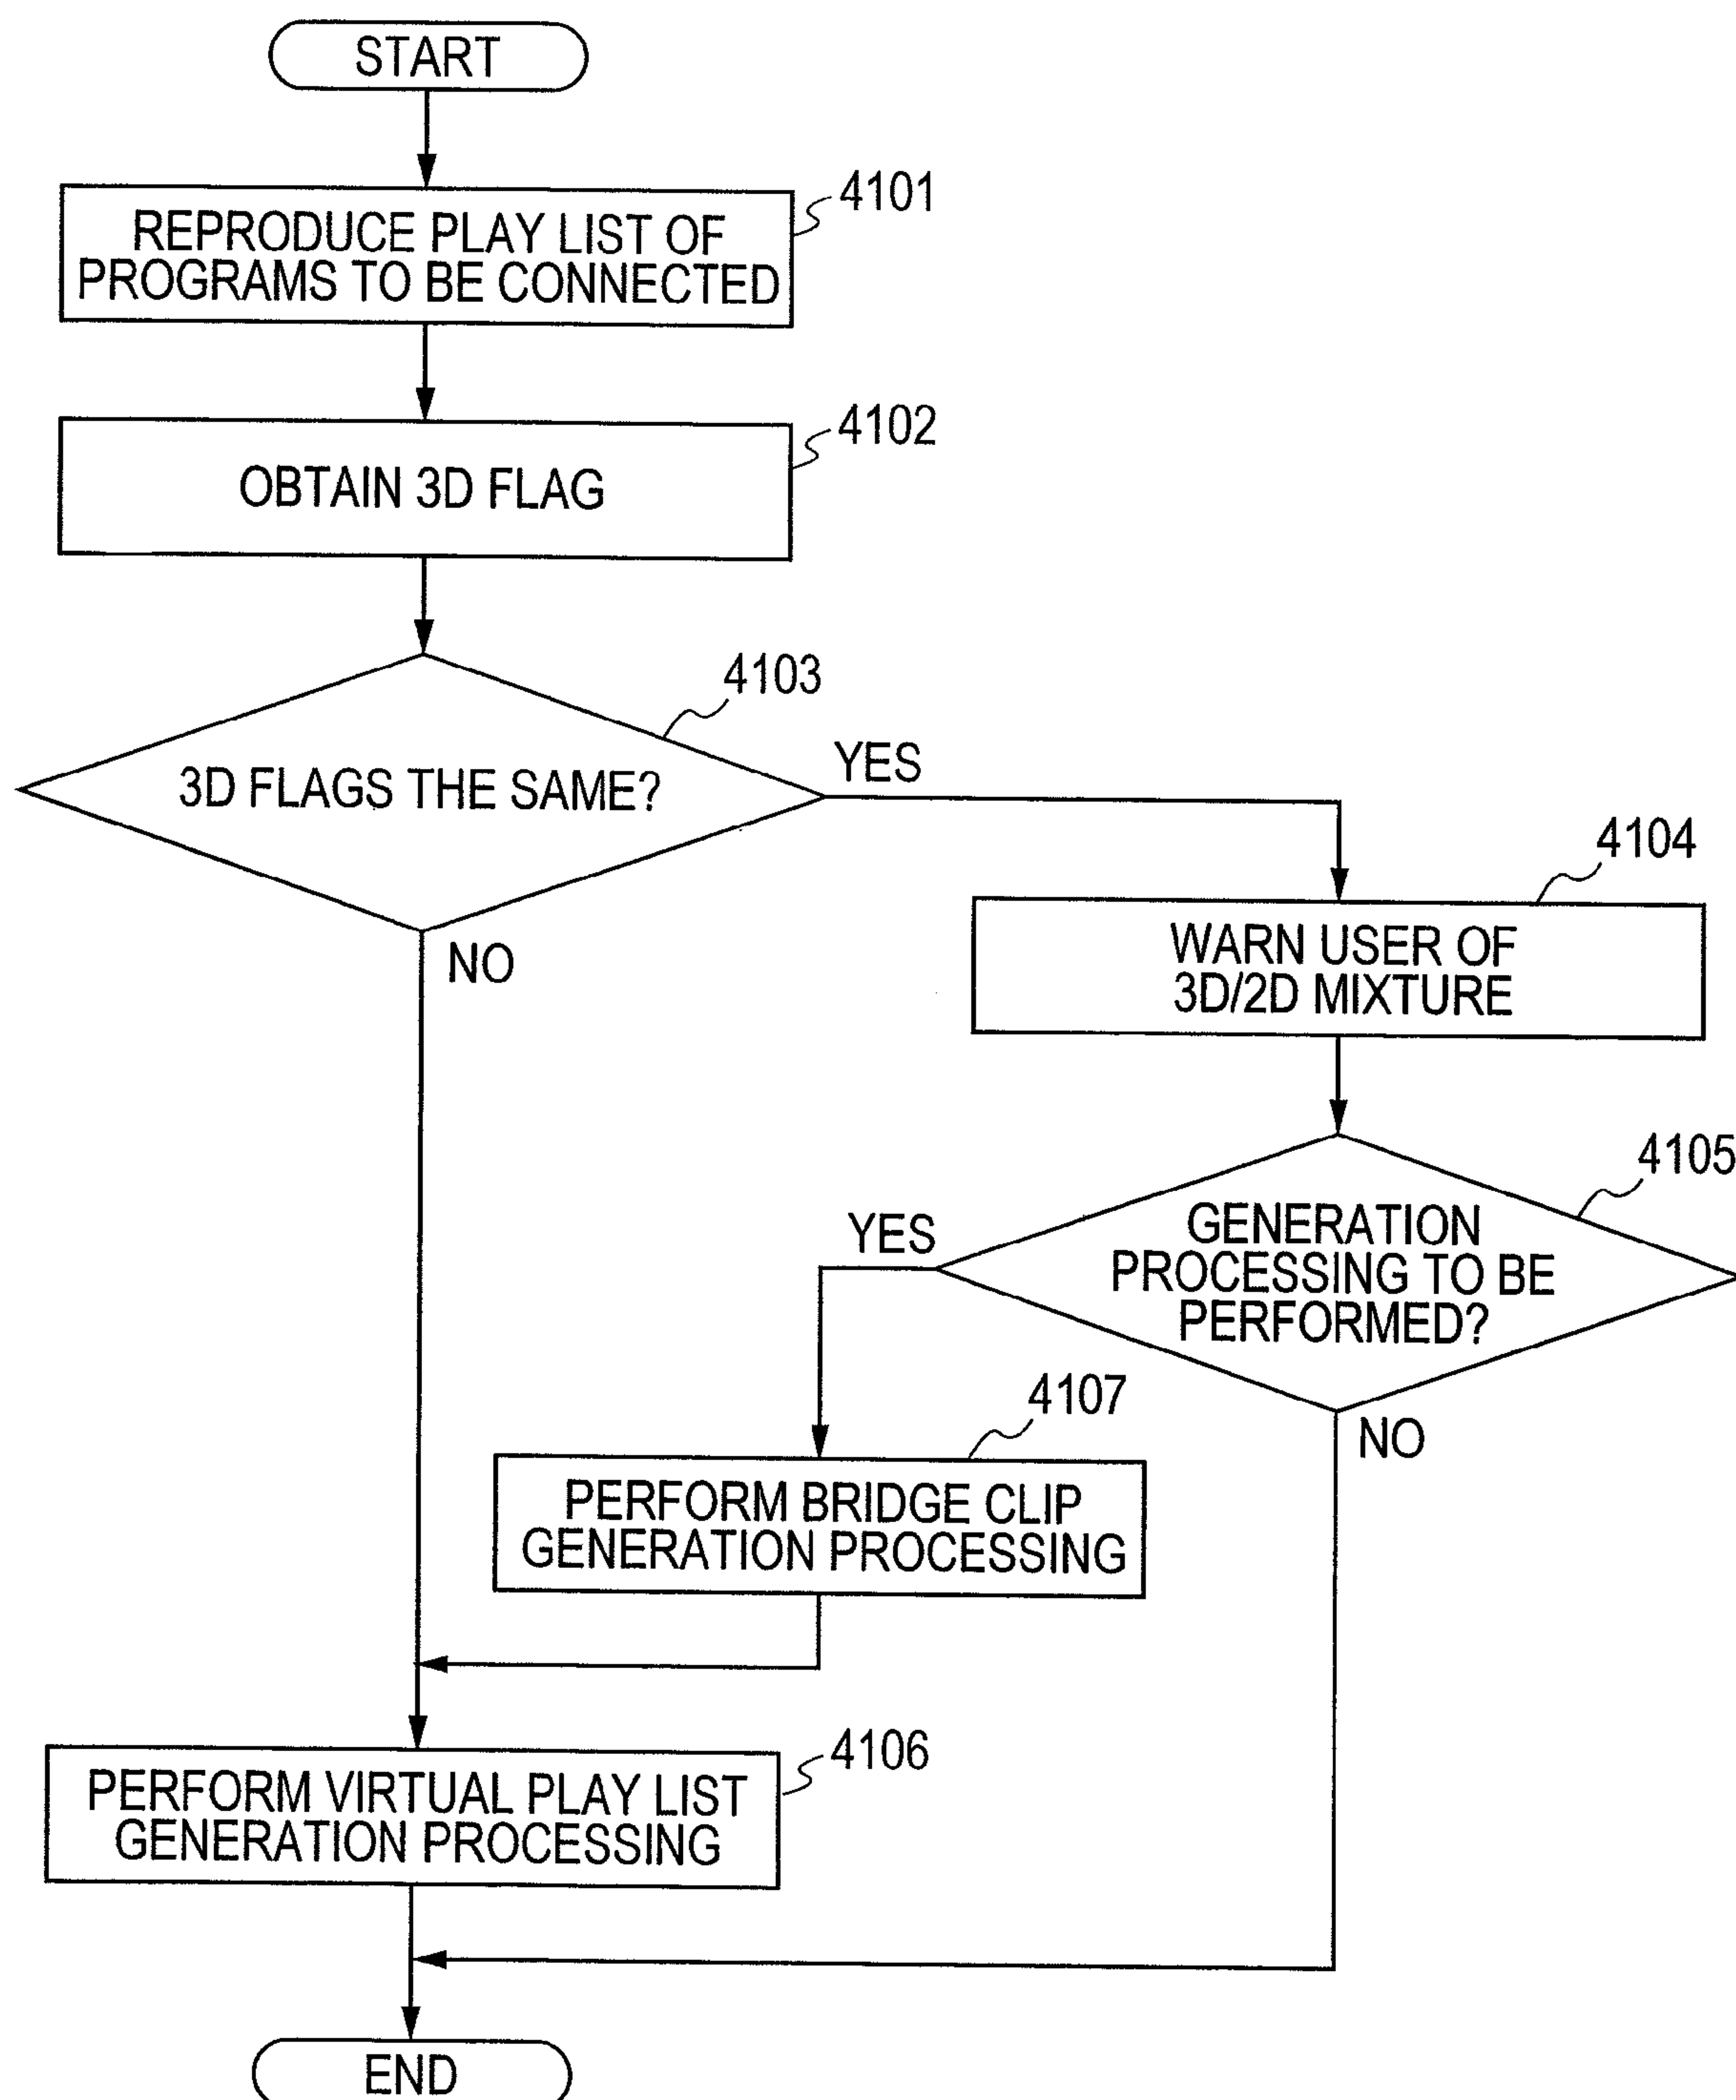 START
4101
REPRODUCE PLAY LIST OF
PROGRAMS TO BE CONNECTED
4102
OBTAIN 3D FLAG
4103
3D FLAGS THE SAME?
YES
NO
4104
WARN USER OF
3D/2D MIXTURE
4105
GENERATION
PROCESSING TO BE
PERFORMED?
YES
NO
4107
PERFORM BRIDGE CLIP
GENERATION PROCESSING
4106
PERFORM VIRTUAL PLAY LIST
GENERATION PROCESSING
END